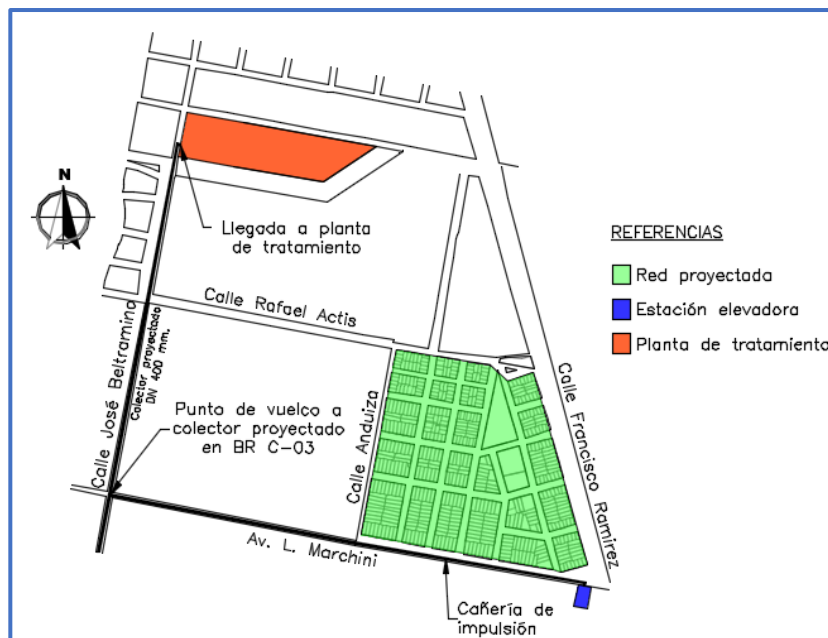 N
Llegada a planta
de tratamiento
REFERENCIAS
Red proyectada
Estación elevadora
Planta de tratamiento
Calle Rafael Actis
Calle José Beltramino
Colector proyectado
DN 400 mm.
Punto de vuelco a
colector proyectado
en BR C-03
Calle Anduiza
Calle Francisco Ramirez
Av. L. Marchini
Cañería de
impulsión